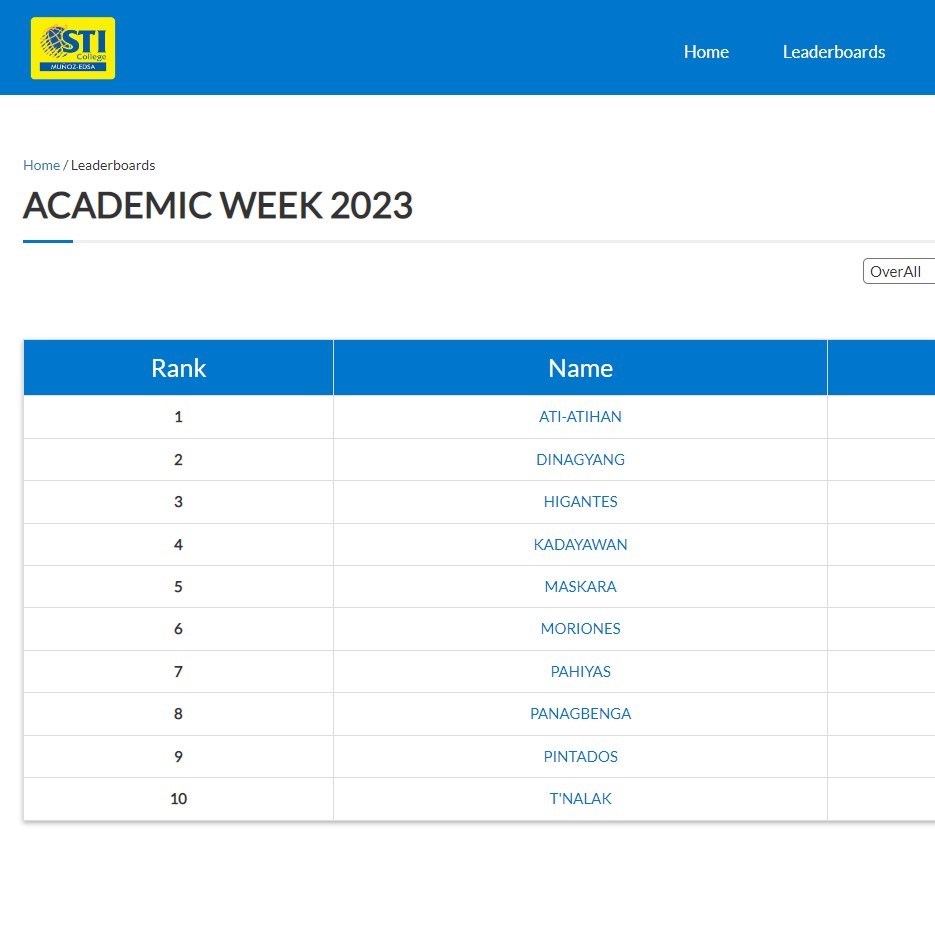 STI
College
MUÑOZ-EDSA
Home Leaderboards
Home / Leaderboards
ACADEMIC WEEK 2023
OverAll
Rank Name
1 ATI-ATIHAN
2 DINAGYANG
3 HIGANTES
4 KADAYAWAN
5 MASKARA
6 MORIONES
7 PAHIYAS
8 PANAGBENGA
9 PINTADOS
10 T'NALAK